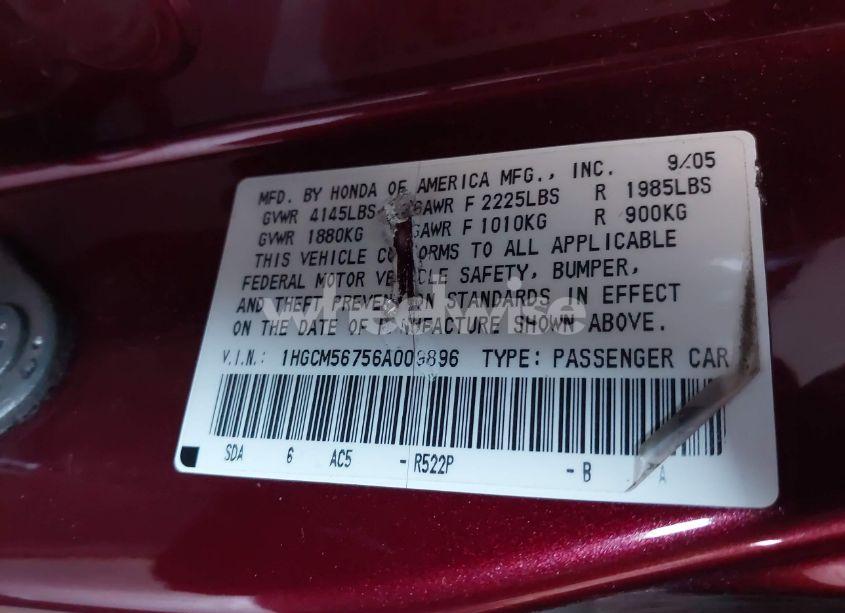 MFD. BY HONDA OF AMERICA MFG., INC. 9/05
GVWR 4145LBS GAWR F 2225LBS R 1985LBS
GVWR 1880KG GAWR F 1010KG R 900KG
THIS VEHICLE CONFORMS TO ALL APPLICABLE
FEDERAL MOTOR VEHICLE SAFETY, BUMPER,
AND THEFT PREVENTION STANDARDS IN EFFECT
ON THE DATE OF MANUFACTURE SHOWN ABOVE.
V.I.N.: 1HGCM56756A009896 TYPE: PASSENGER CAR
SDA 6 AC5 - R522P - B A
wheelwise